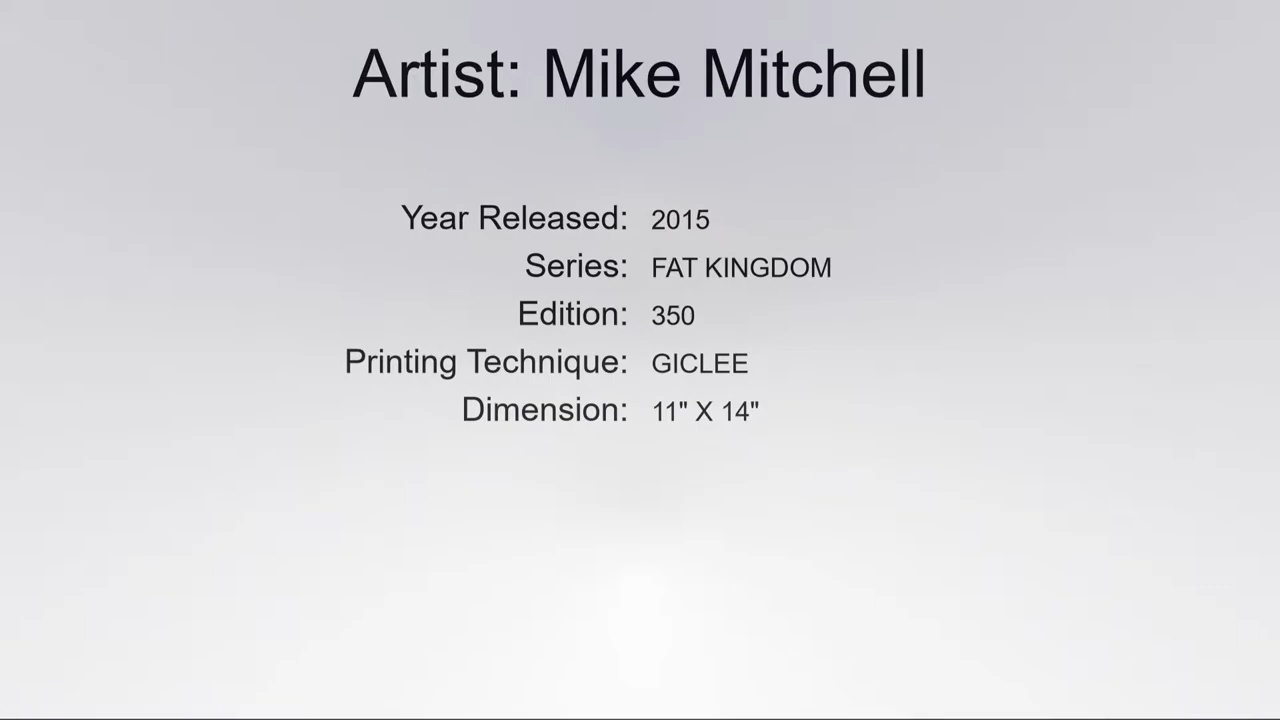 Artist: Mike Mitchell
Year Released: 2015
Series: FAT KINGDOM
Edition: 350
Printing Technique: GICLEE
Dimension: 11" X 14"